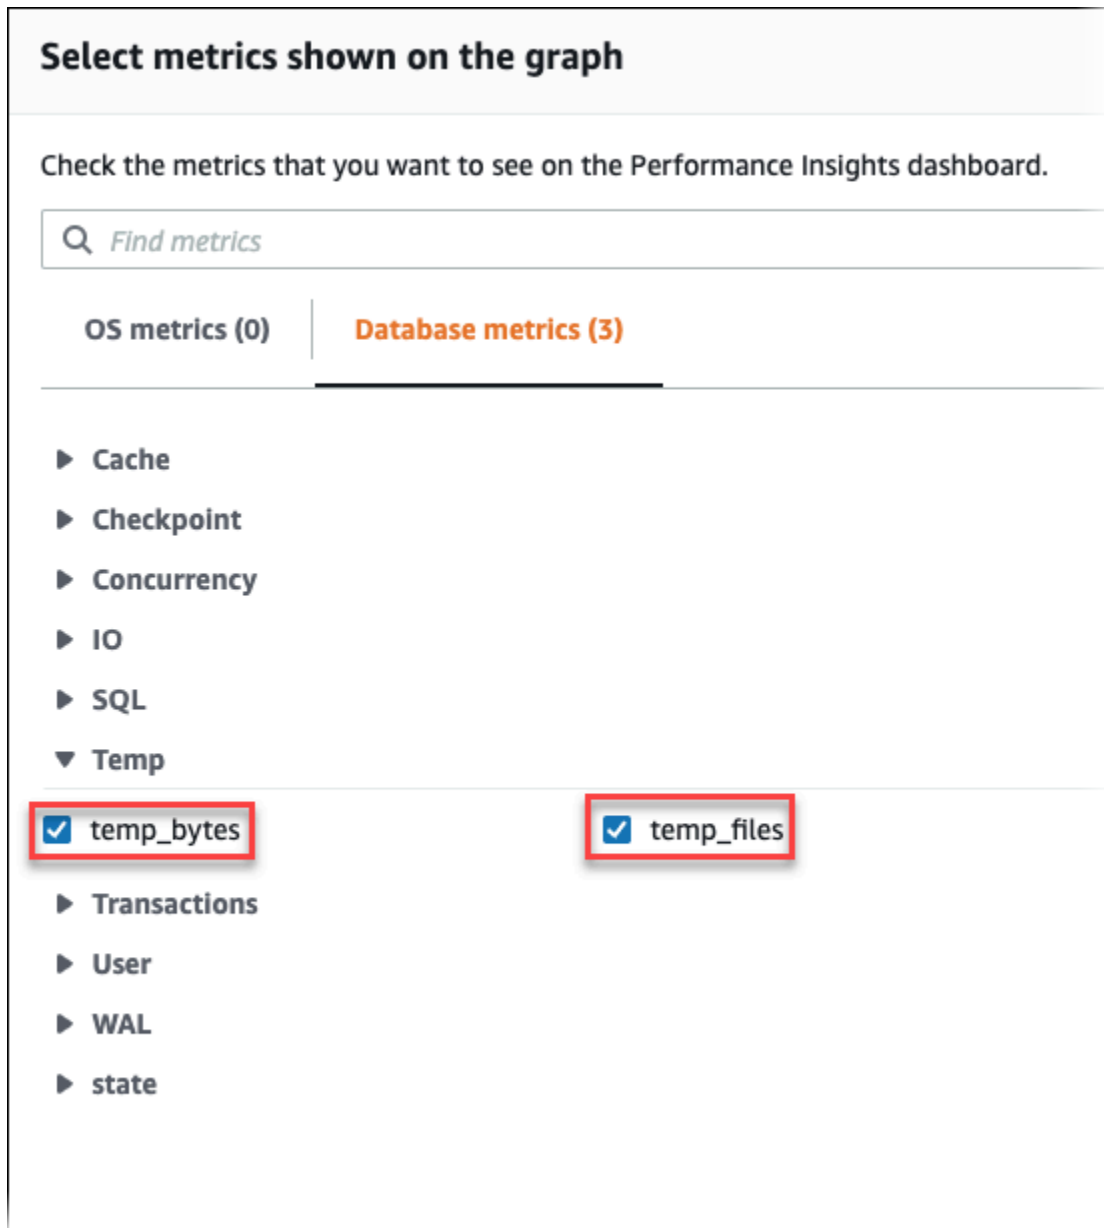 Select metrics shown on the graph
Check the metrics that you want to see on the Performance Insights dashboard.
Find metrics
OS metrics (0) Database metrics (3)
Cache
Checkpoint
Concurrency
IO
SQL
Temp
temp_bytes temp_files
Transactions
User
WAL
state